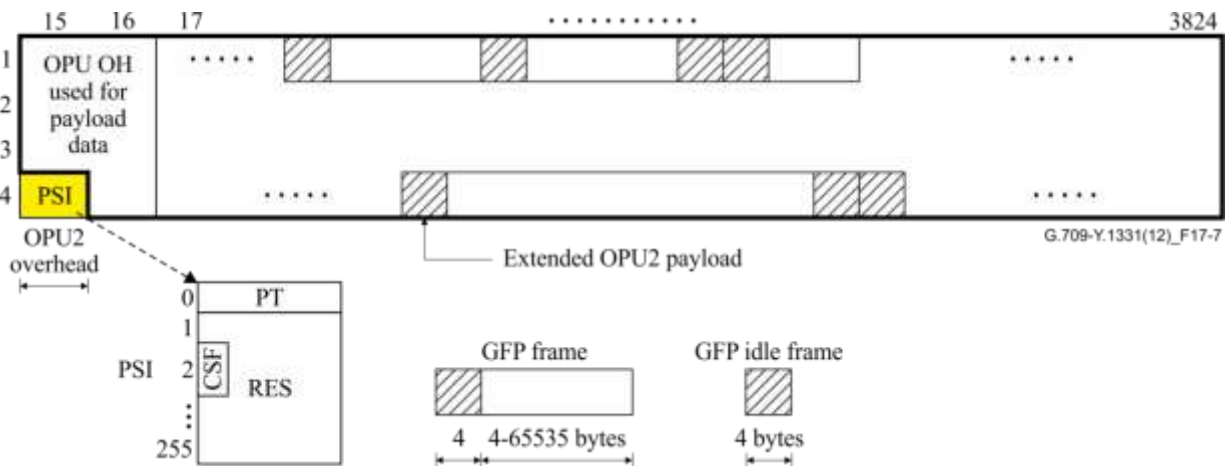 15 16 17 ........... 3824
1 OPU OH ..... .....
used for
2 payload
3 data
4 PSI ..... .....
OPU2
overhead
G.709-Y.1331(12)_F17-7
Extended OPU2 payload
0 PT
1
PSI 2 CSF RES
⋮
255
GFP frame GFP idle frame
4 4-65535 bytes 4 bytes